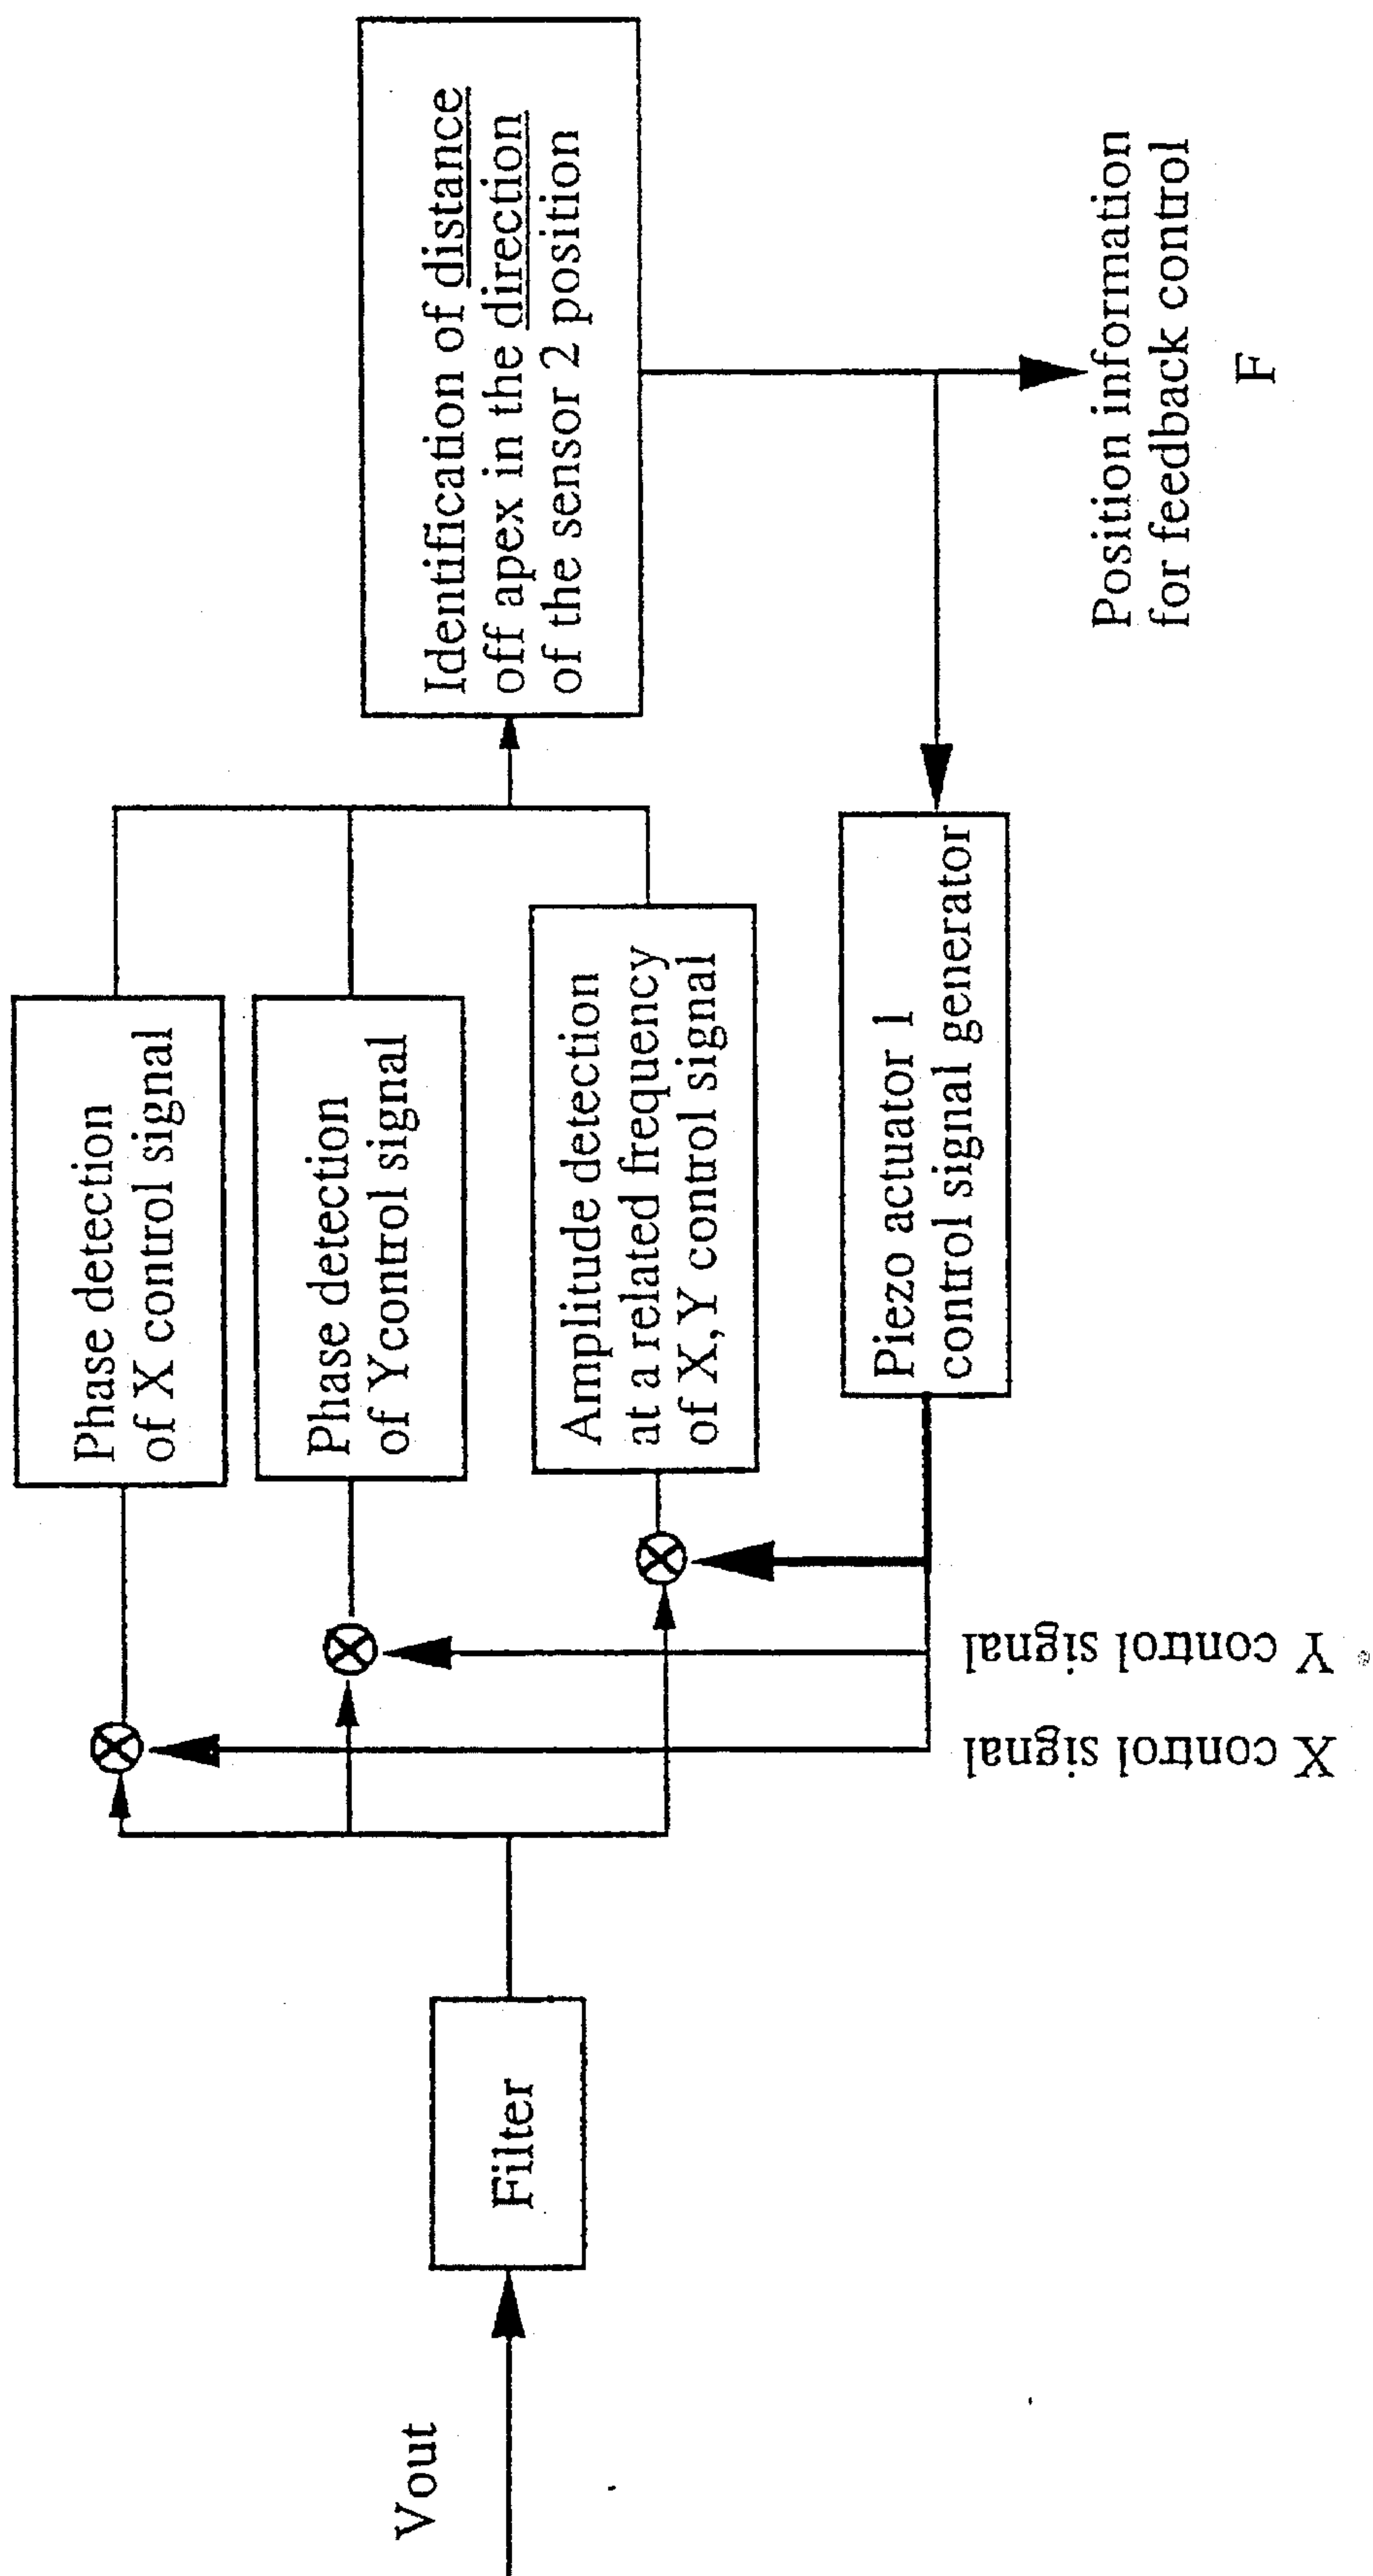 Vout
Filter
Phase detection
of X control signal
Phase detection
of Ycontrol signal
Amplitude detection
at a related frequency
of X,Y control signal
Piezo actuator 1
control signal generator
X control signal
Y control signal
Identification of distance
off apex in the direction
of the sensor 2 position
Position information
for feedback control
F